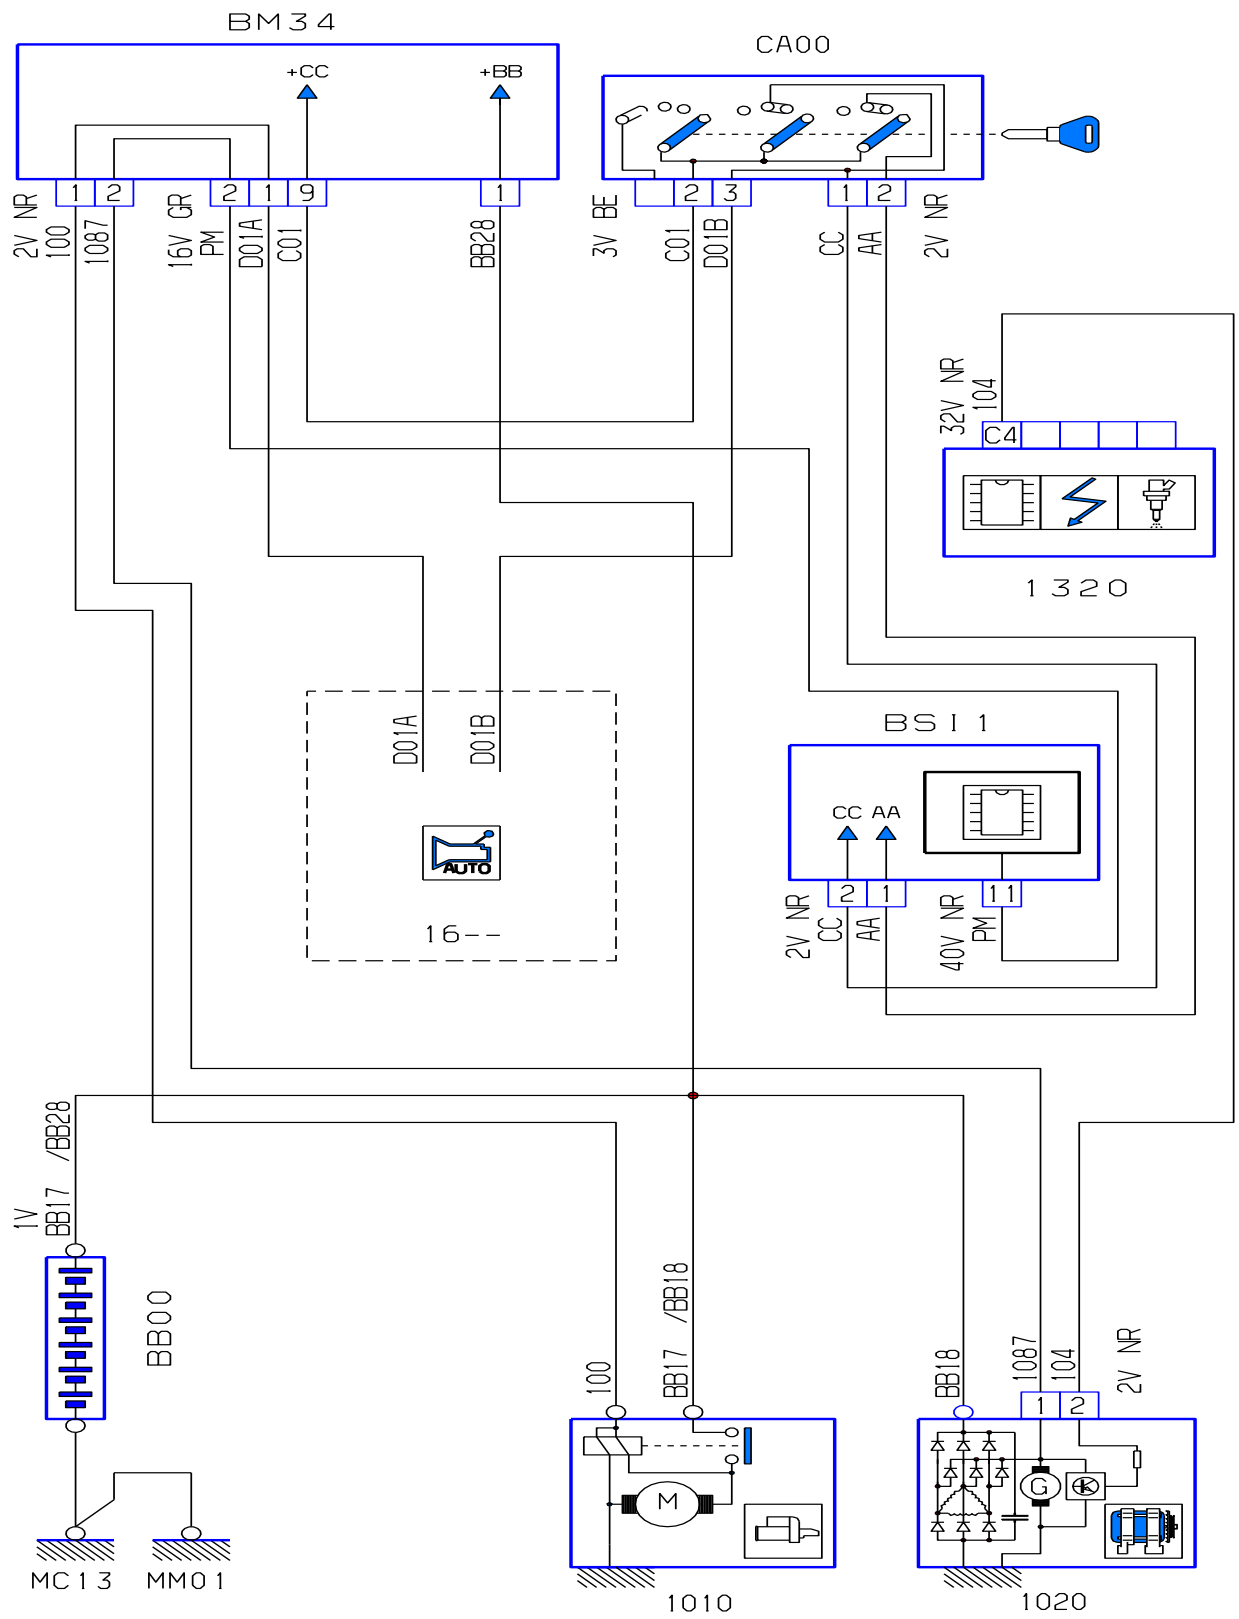 BM34
CA00
+CC
+BB
1
2
2
1
9
1
2
3
1
2
2V NR
100
1087
16V GR
PM
D01A
C01
BB28
3V BE
C01
D01B
CC
AA
2V NR
32V NR
104
C4
1320
D01A
D01B
AUTO
16--
BSI1
CC
AA
2
1
11
2V NR
CC
AA
40V NR
PM
1V
BB17 /BB28
BB00
MC13
MM01
100
BB17 /BB18
M
1010
BB18
1087
104
2V NR
1
2
G
1020